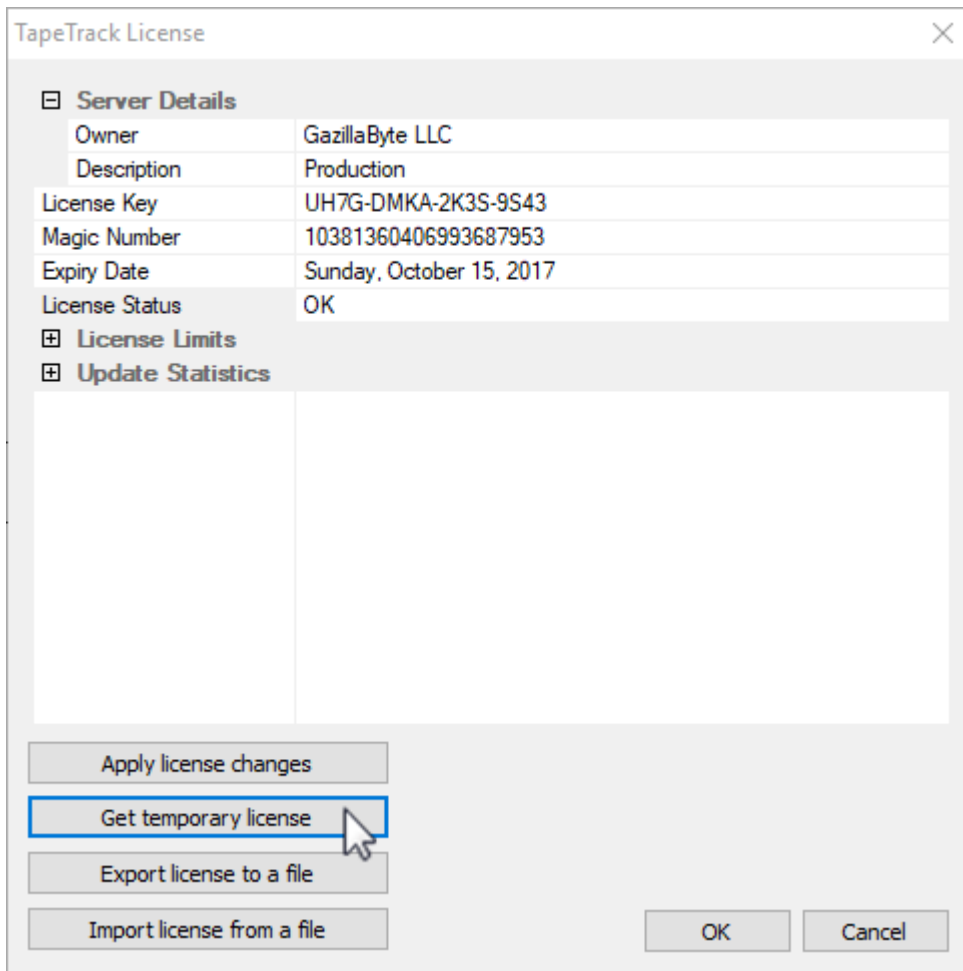 TapeTrack License
Server Details
Owner GazillaByte LLC
Description Production
License Key UH7G-DMKA-2K3S-9S43
Magic Number 10381360406993687953
Expiry Date Sunday, October 15, 2017
License Status OK
License Limits
Update Statistics
Apply license changes
Get temporary license
Export license to a file
Import license from a file OK Cancel